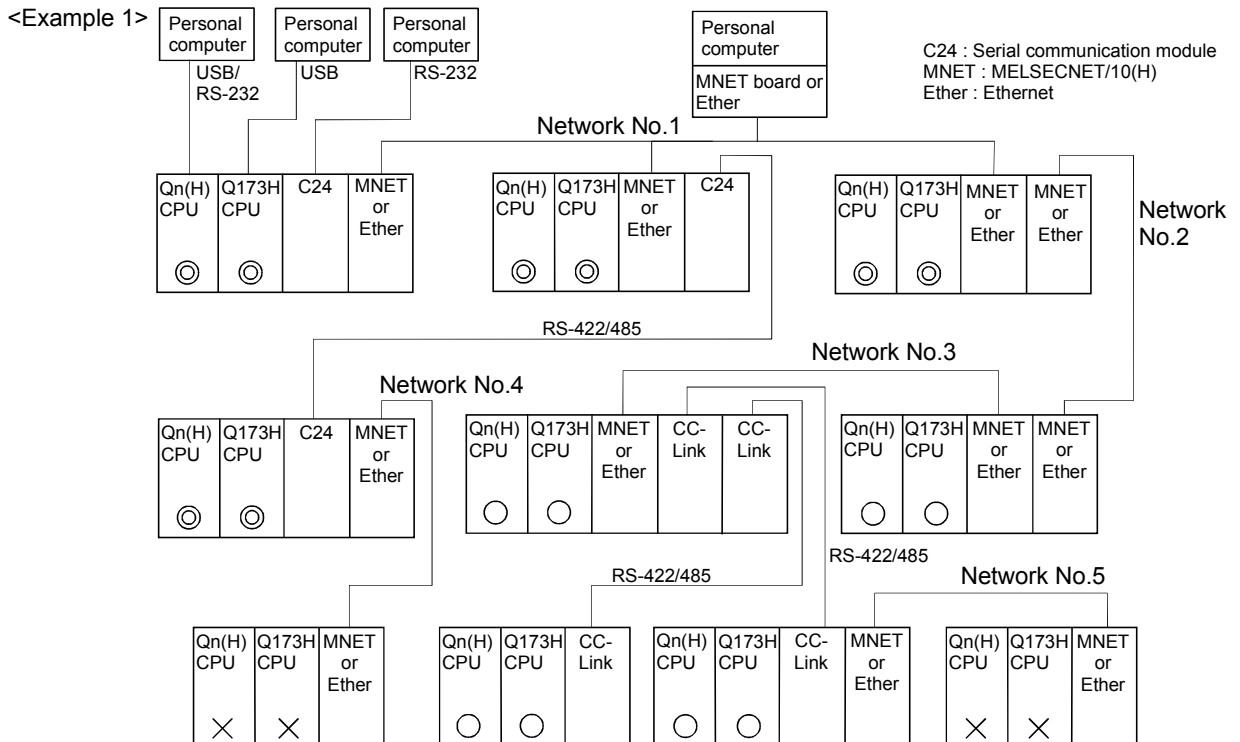 <Example 1>
Personal
computer
Personal
computer
Personal
computer
USB/
RS-232
USB
RS-232
Personal
computer
MNET board or
Ether
C24 : Serial communication module
MNET : MELSECNET/10(H)
Ether : Ethernet
Network No.1
Qn(H)
CPU
Q173H
CPU
C24
MNET
or
Ether
Qn(H)
CPU
Q173H
CPU
MNET
or
Ether
C24
Qn(H)
CPU
Q173H
CPU
MNET
or
Ether
MNET
or
Ether
Network
No.2
RS-422/485
Network No.3
Network No.4
Qn(H)
CPU
Q173H
CPU
C24
MNET
or
Ether
Qn(H)
CPU
Q173H
CPU
MNET
or
Ether
CC-
Link
CC-
Link
Qn(H)
CPU
Q173H
CPU
MNET
or
Ether
MNET
or
Ether
RS-422/485
RS-422/485
Network No.5
Qn(H)
CPU
Q173H
CPU
MNET
or
Ether
Qn(H)
CPU
Q173H
CPU
CC-
Link
Qn(H)
CPU
Q173H
CPU
CC-
Link
MNET
or
Ether
Qn(H)
CPU
Q173H
CPU
MNET
or
Ether